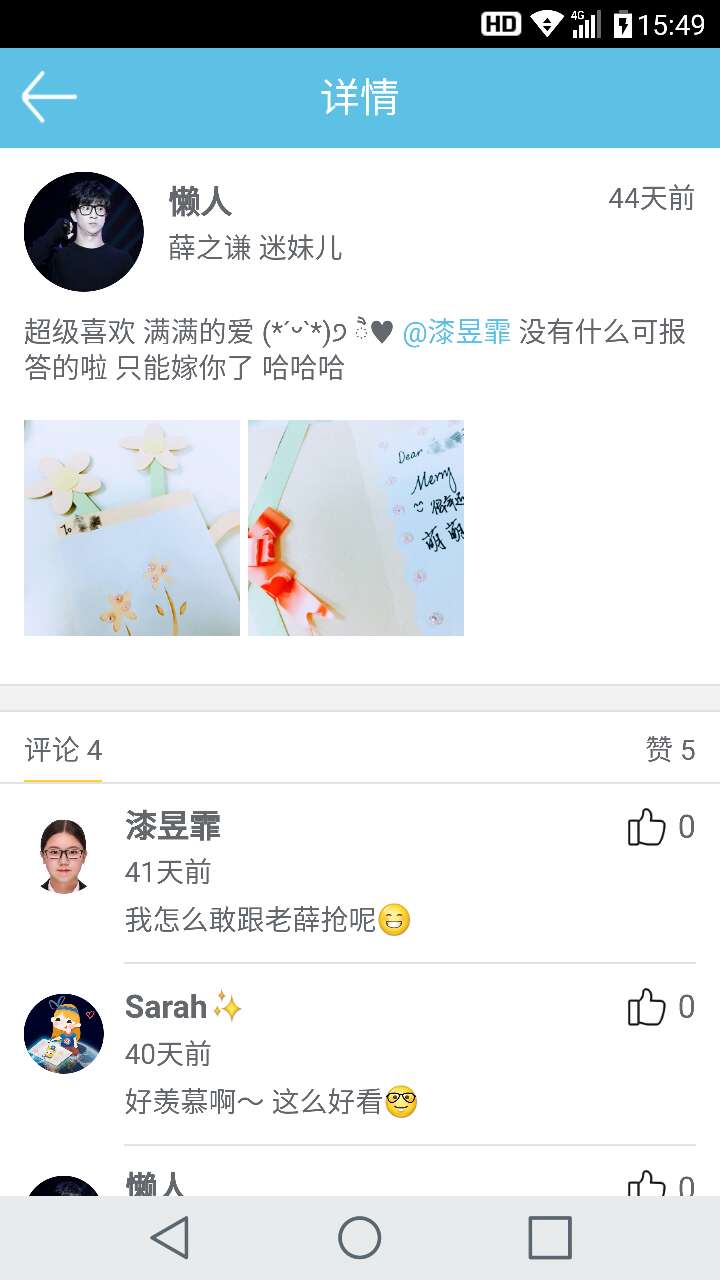 HD 4G 15:49
详情
懒人
44天前
薛之谦 迷妹儿
超级喜欢 满满的爱 (*ˊᵕˋ*)੭ ੈ♥ @漆昱霏 没有什么可报
答的啦 只能嫁你了 哈哈哈
To
Dear
Merry
萌萌
评论 4
赞 5
漆昱霏
0
41天前
我怎么敢跟老薛抢呢😁
Sarah✨
0
40天前
好羡慕啊～ 这么好看🤓
懒人
0